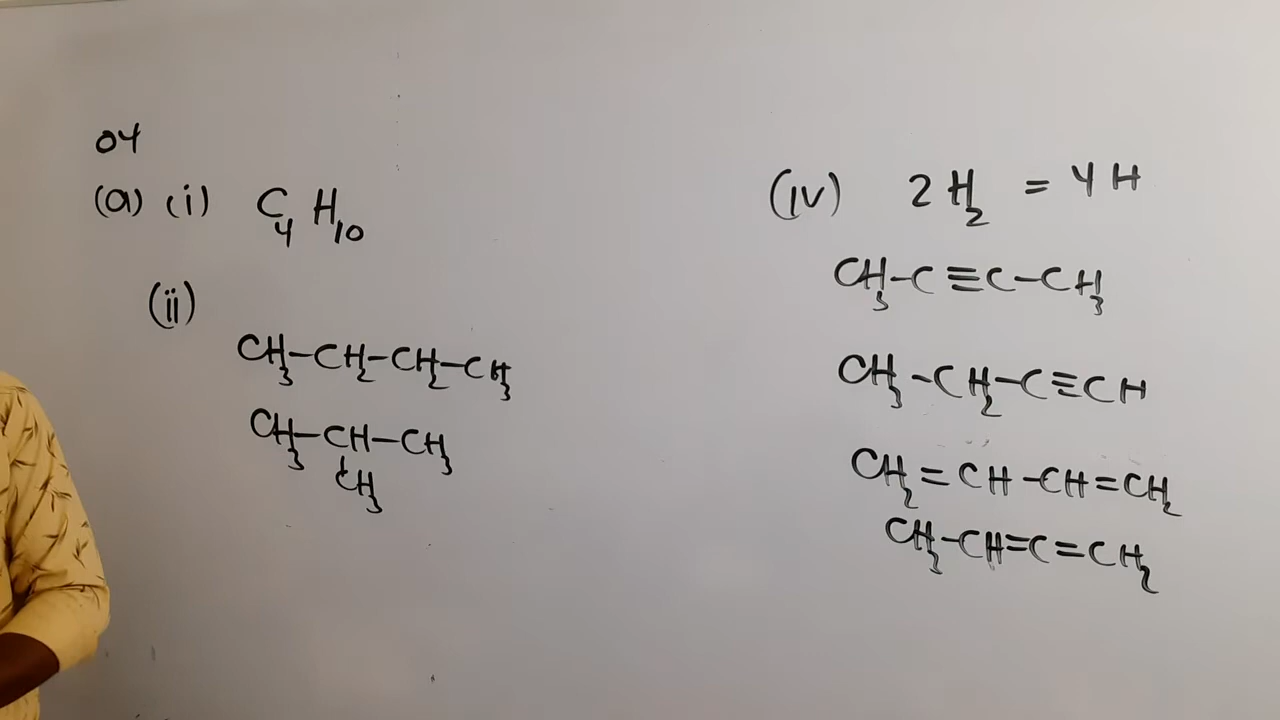 04
(a) (i) C₄H₁₀
(ii)
CH₃-CH₂-CH₂-CH₃
CH₃-CH-CH₃
CH₃
(iv) 2H₂ = 4H
CH₃-C≡C-CH₃
CH₃-CH₂-C≡CH
CH₂=CH-CH=CH₂
CH₃-CH=C=CH₂